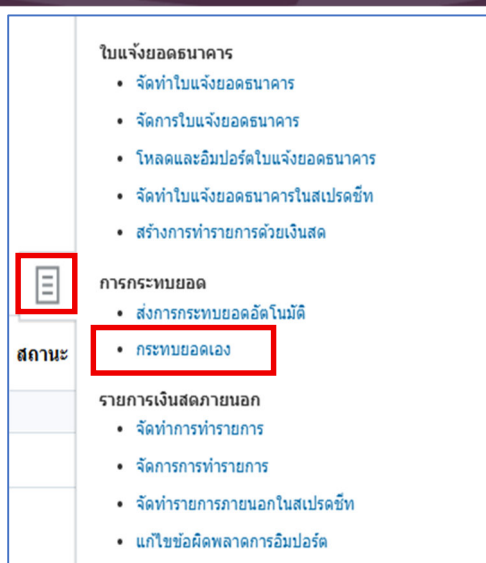 ใบแจ้งยอดธนาคาร
• จัดทำใบแจ้งยอดธนาคาร
• จัดการใบแจ้งยอดธนาคาร
• โหลดและอิมปอร์ตใบแจ้งยอดธนาคาร
• จัดทำใบแจ้งยอดธนาคารในสเปรดชีท
• สร้างการทำรายการด้วยเงินสด
การกระทบยอด
• ส่งการกระทบยอดอัตโนมัติ
สถานะ
• กระทบยอดเอง
รายการเงินสดภายนอก
• จัดทำการทำรายการ
• จัดการการทำรายการ
• จัดทำรายการภายนอกในสเปรดชีท
• แก้ไขข้อผิดพลาดการอิมปอร์ต